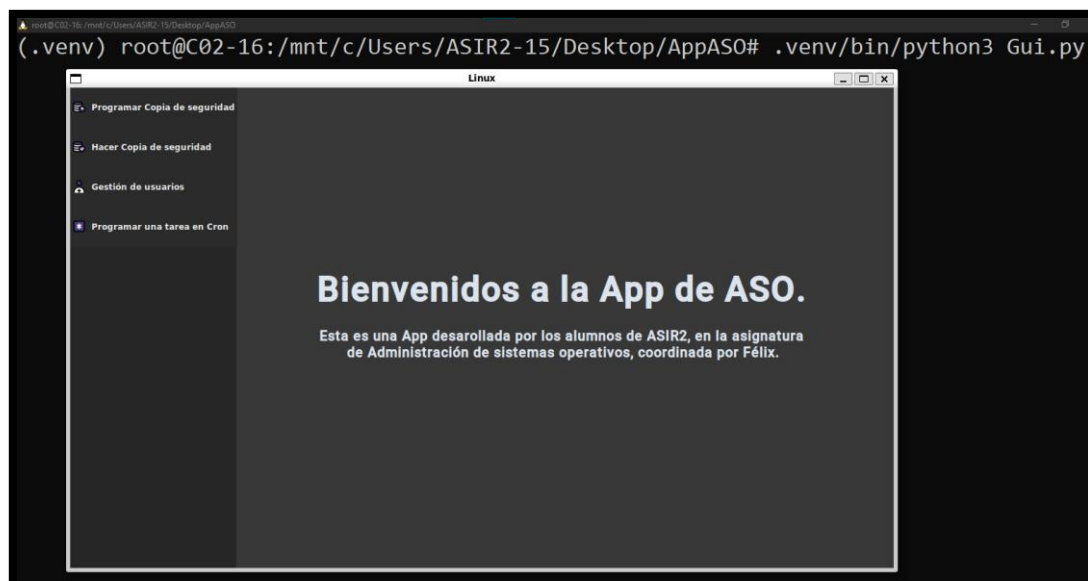 root@C02-16: /mnt/c/Users/ASIR2-15/Desktop/AppASO
(.venv) root@C02-16:/mnt/c/Users/ASIR2-15/Desktop/AppASO# .venv/bin/python3 Gui.py
Linux
Programar Copia de seguridad
Hacer Copia de seguridad
Gestión de usuarios
Programar una tarea en Cron
Bienvenidos a la App de ASO.
Esta es una App desarollada por los alumnos de ASIR2, en la asignatura
de Administración de sistemas operativos, coordinada por Félix.